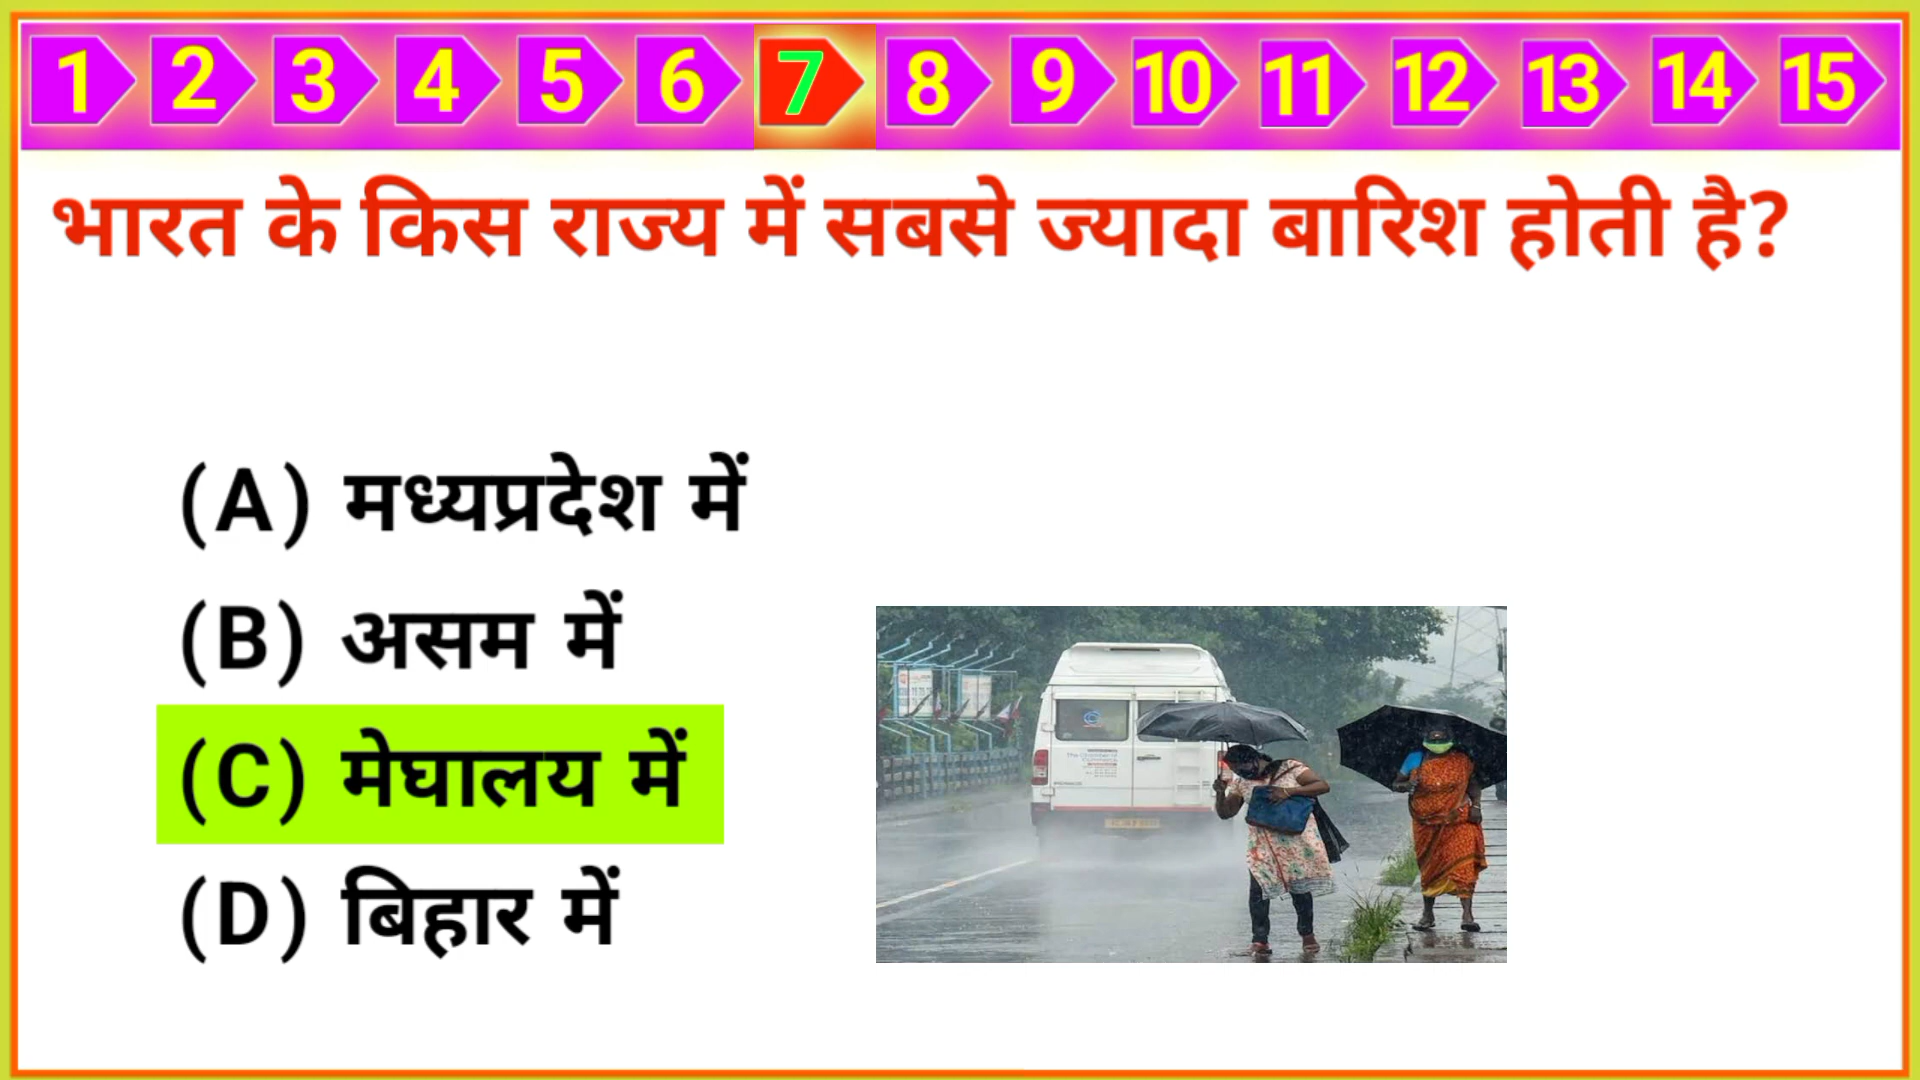 1 2 3 4 5 6 7 8 9 10 11 12 13 14 15
भारत के किस राज्य में सबसे ज्यादा बारिश होती है?
(A) मध्यप्रदेश में
(B) असम में
(C) मेघालय में
(D) बिहार में